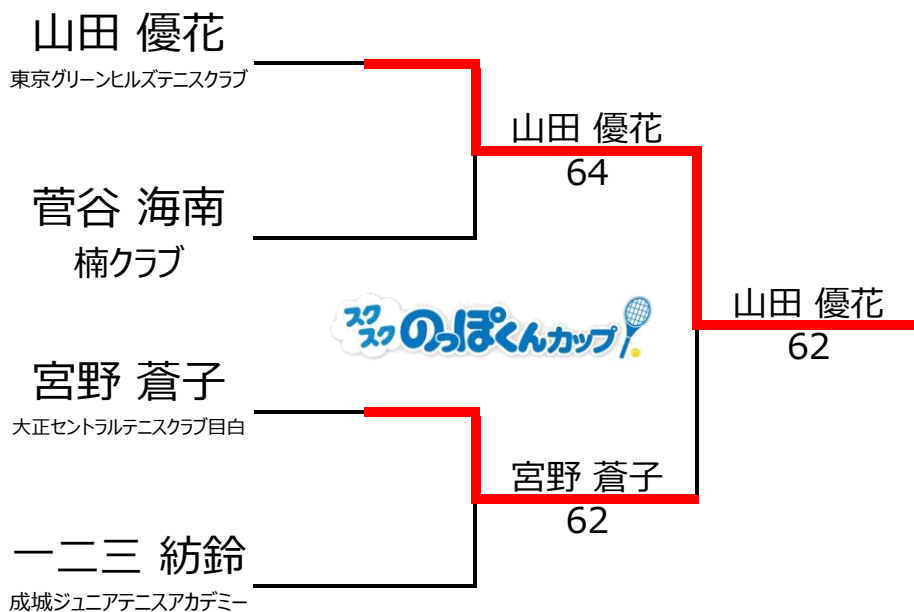 山田 優花
東京グリーンヒルズテニスクラブ
山田 優花
64
菅谷 海南
楠クラブ
スク
スク のっぽくんカップ
山田 優花
62
宮野 蒼子
大正セントラルテニスクラブ目白
宮野 蒼子
62
一二三 紡鈴
成城ジュニアテニスアカデミー